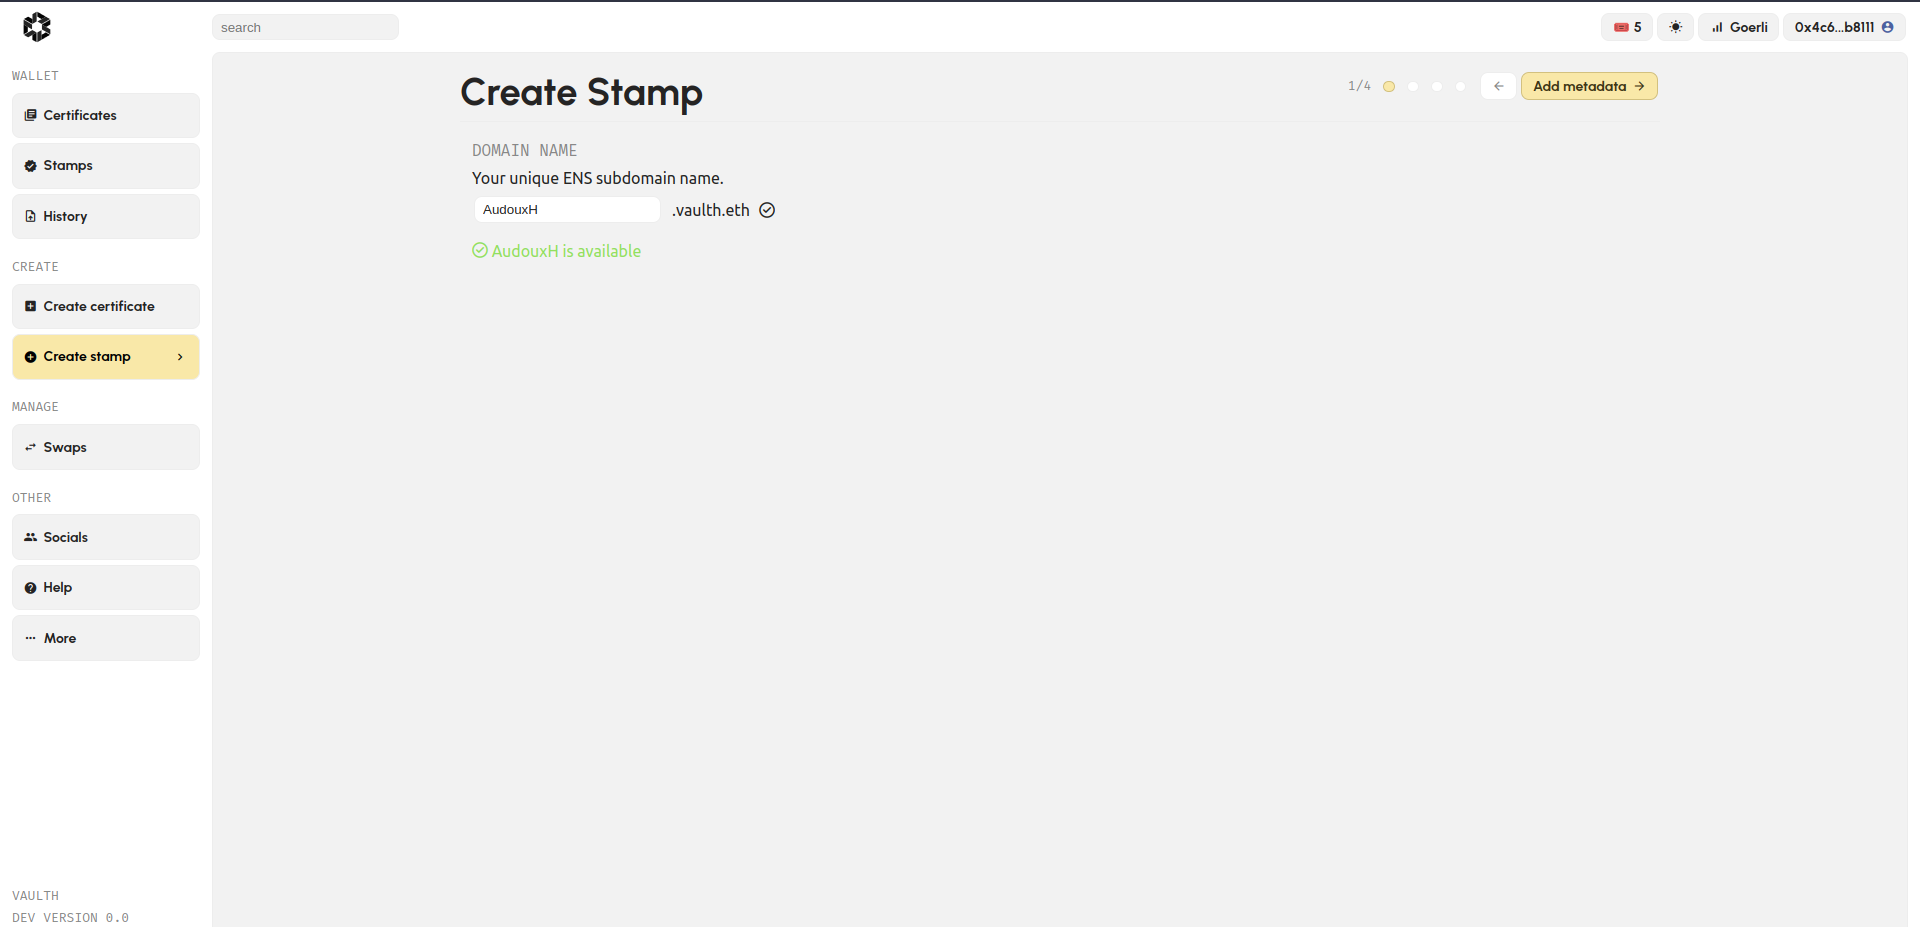 search
5
Goerli
0x4c6...b8111
WALLET
Certificates
Stamps
History
CREATE
Create certificate
Create stamp
MANAGE
Swaps
OTHER
Socials
Help
More
VAULTH
DEV VERSION 0.0
Create Stamp
1/4
Add metadata
DOMAIN NAME
Your unique ENS subdomain name.
AudouxH .vaulth.eth
AudouxH is available